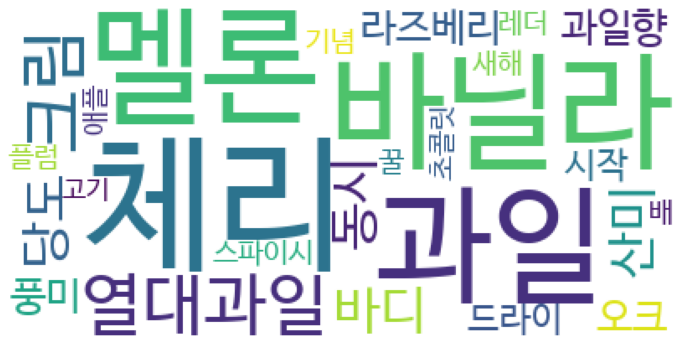 멜론
기념
라즈베리
레더
과일향
크림
애플
바닐라
새해
초콜릿
플럼
고기
체리
동시
꿀
시작
당도
과일
산미
배
스파이시
풍미
열대과일
바디
드라이
오크